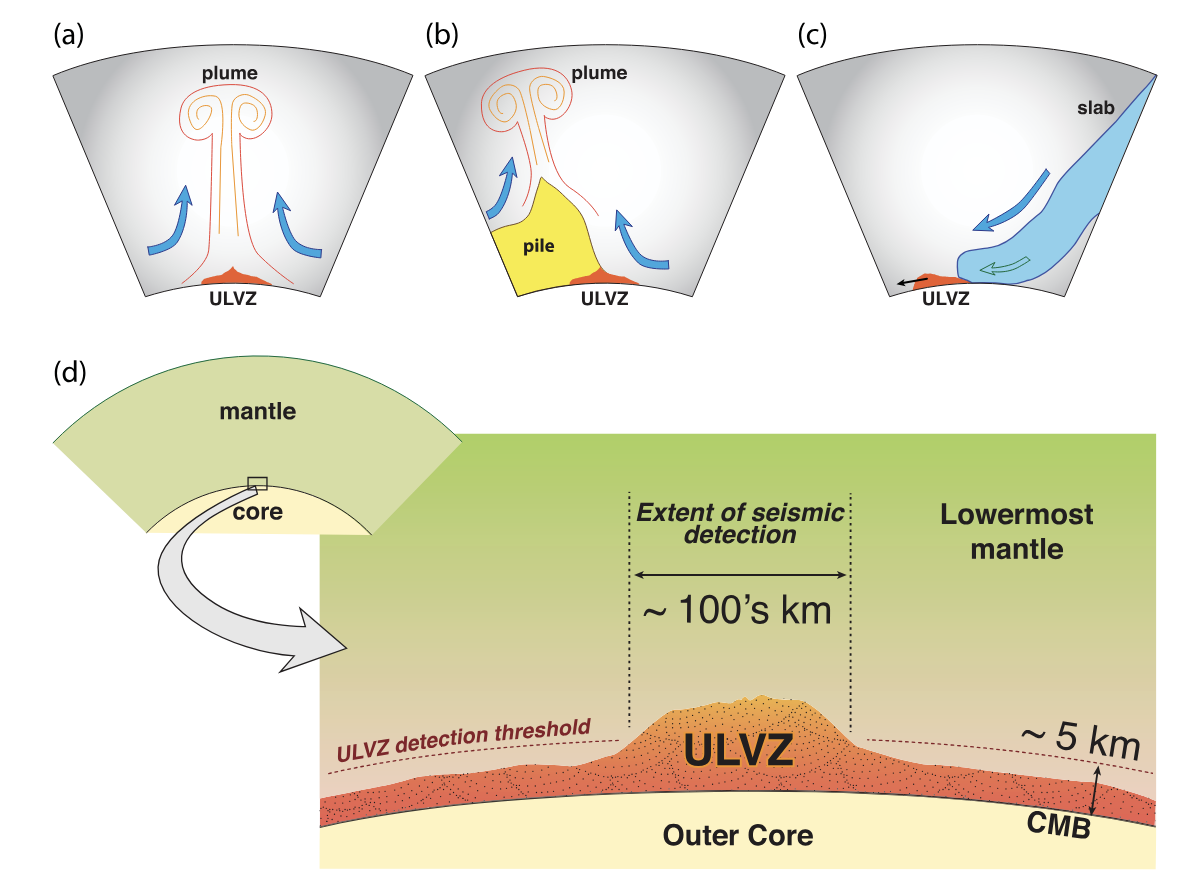 (a)
plume
ULVZ
(b)
plume
pile
ULVZ
(c)
slab
ULVZ
(d)
mantle
core
Extent of seismic
detection
~ 100’s km
Lowermost
mantle
ULVZ detection threshold
ULVZ
~ 5 km
CMB
Outer Core